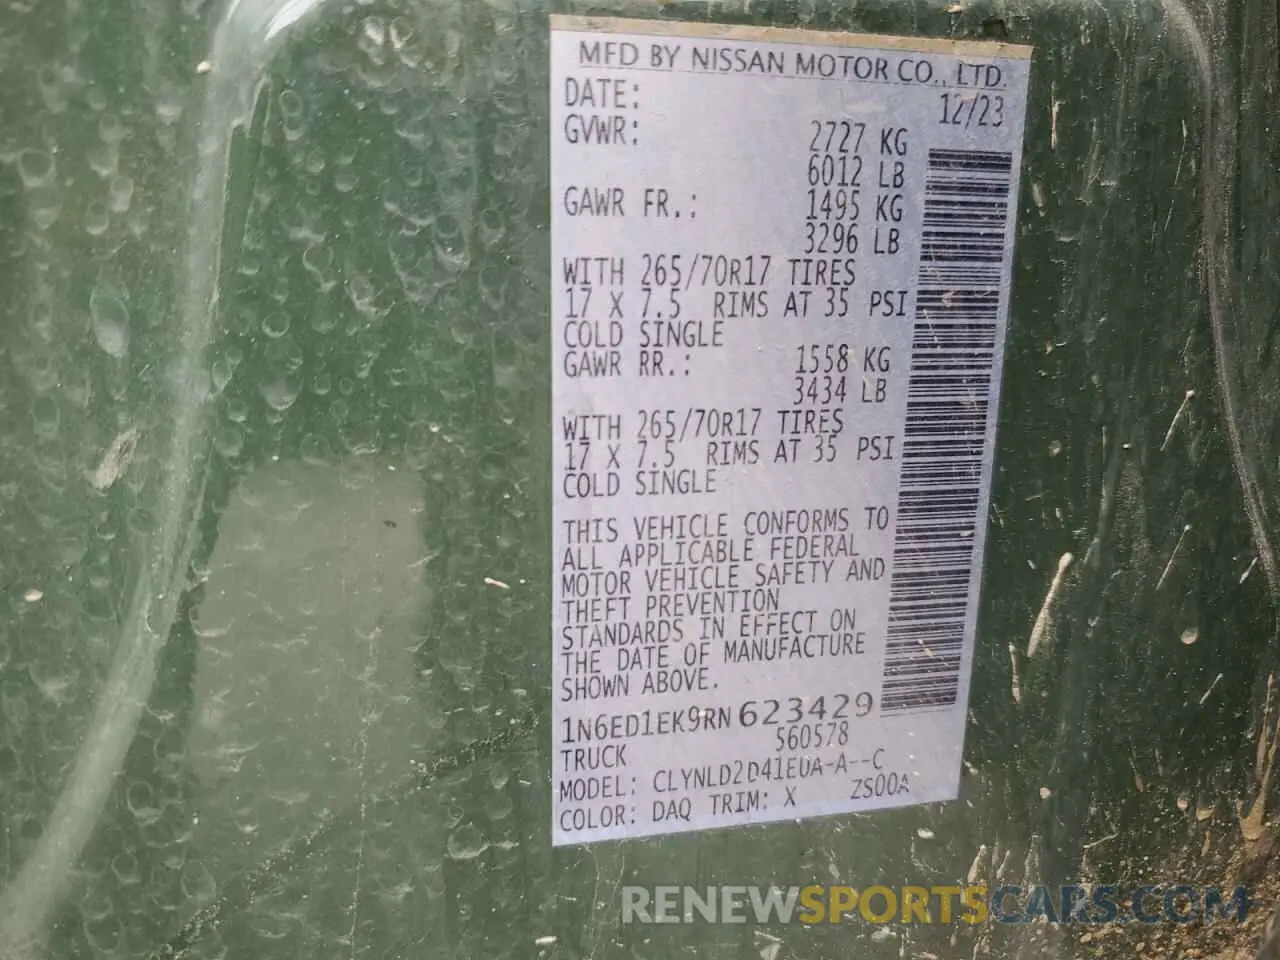 MFD BY NISSAN MOTOR CO., LTD.
DATE: 12/23
GVWR: 2727 KG
6012 LB
GAWR FR.: 1495 KG
3296 LB
WITH 265/70R17 TIRES
17 X 7.5 RIMS AT 35 PSI
COLD SINGLE
GAWR RR.: 1558 KG
3434 LB
WITH 265/70R17 TIRES
17 X 7.5 RIMS AT 35 PSI
COLD SINGLE
THIS VEHICLE CONFORMS TO
ALL APPLICABLE FEDERAL
MOTOR VEHICLE SAFETY AND
THEFT PREVENTION
STANDARDS IN EFFECT ON
THE DATE OF MANUFACTURE
SHOWN ABOVE.
1N6ED1EK9RN623429
TRUCK 560578
MODEL: CLYNLD2D41EUA-A--C
COLOR: DAQ TRIM: X ZS00A
RENEWSPORTSCARS.COM